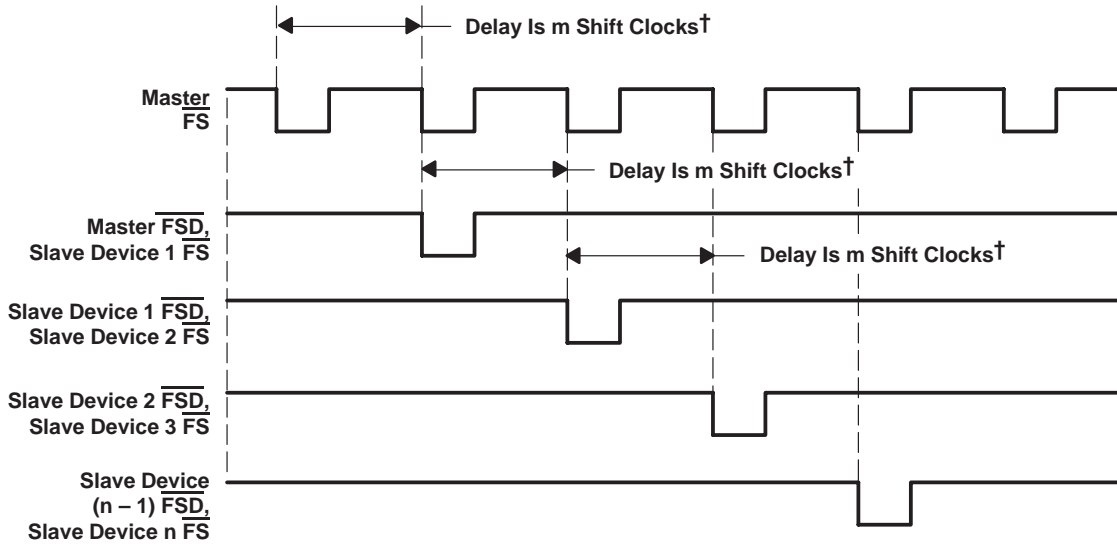 Delay Is m Shift Clocks†
Master
FS
Delay Is m Shift Clocks†
Master FSD,
Slave Device 1 FS
Delay Is m Shift Clocks†
Slave Device 1 FSD,
Slave Device 2 FS
Slave Device 2 FSD,
Slave Device 3 FS
Slave Device
(n – 1) FSD,
Slave Device n FS